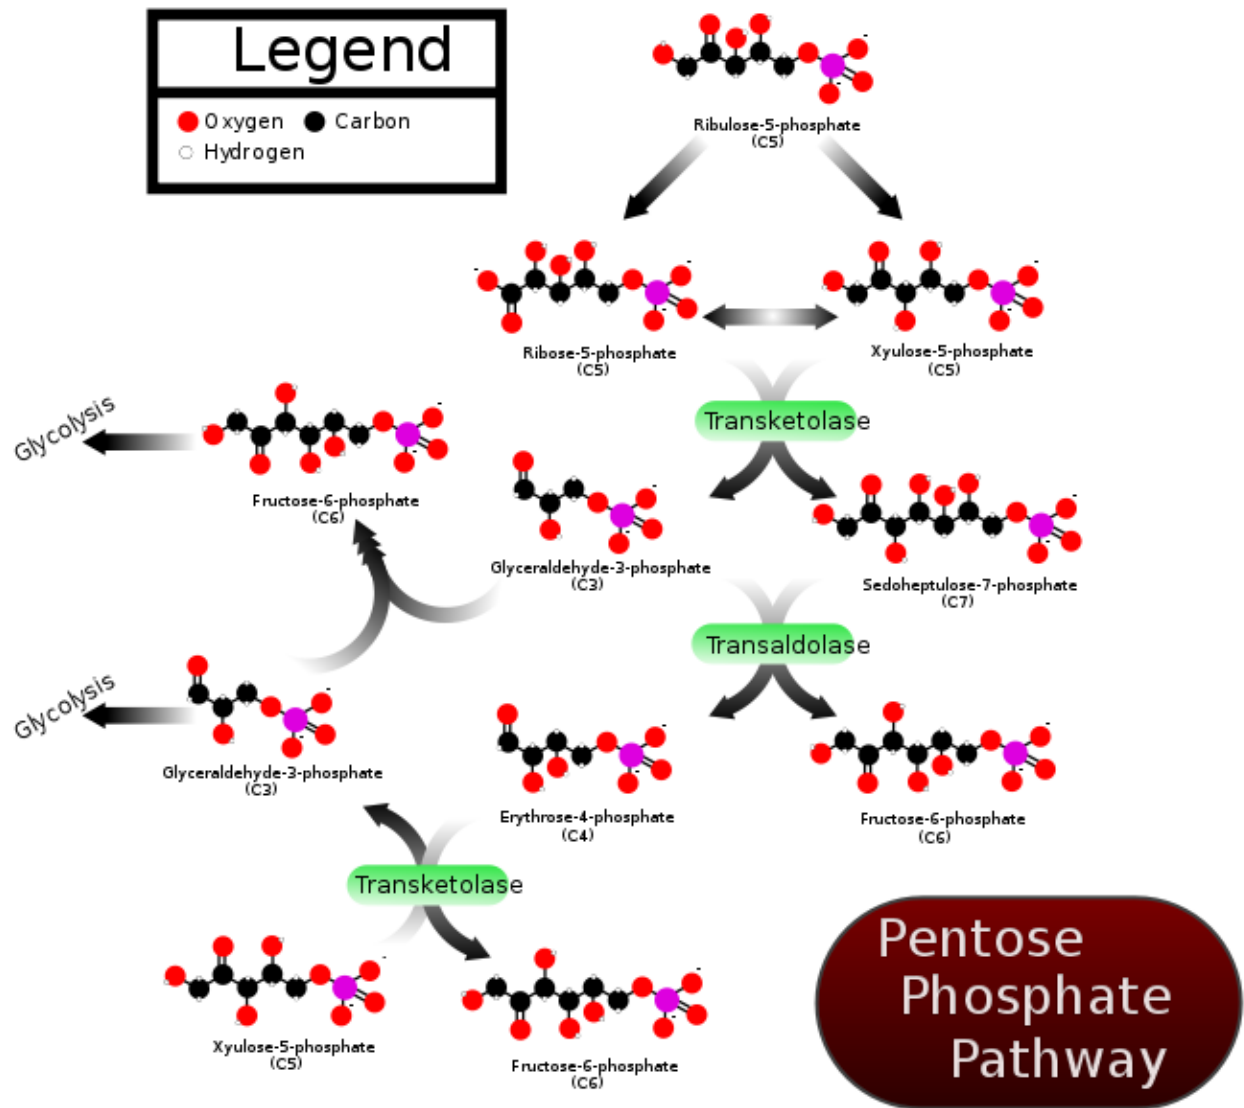 Legend
Oxygen Carbon
Hydrogen
Ribulose-5-phosphate
(C5)
Ribose-5-phosphate
(C5)
Xyulose-5-phosphate
(C5)
Transketolase
Glycolysis
Fructose-6-phosphate
(C6)
Glyceraldehyde-3-phosphate
(C3)
Sedoheptulose-7-phosphate
(C7)
Transaldolase
Glycolysis
Glyceraldehyde-3-phosphate
(C3)
Erythrose-4-phosphate
(C4)
Fructose-6-phosphate
(C6)
Transketolase
Xyulose-5-phosphate
(C5)
Fructose-6-phosphate
(C6)
Pentose
Phosphate
Pathway